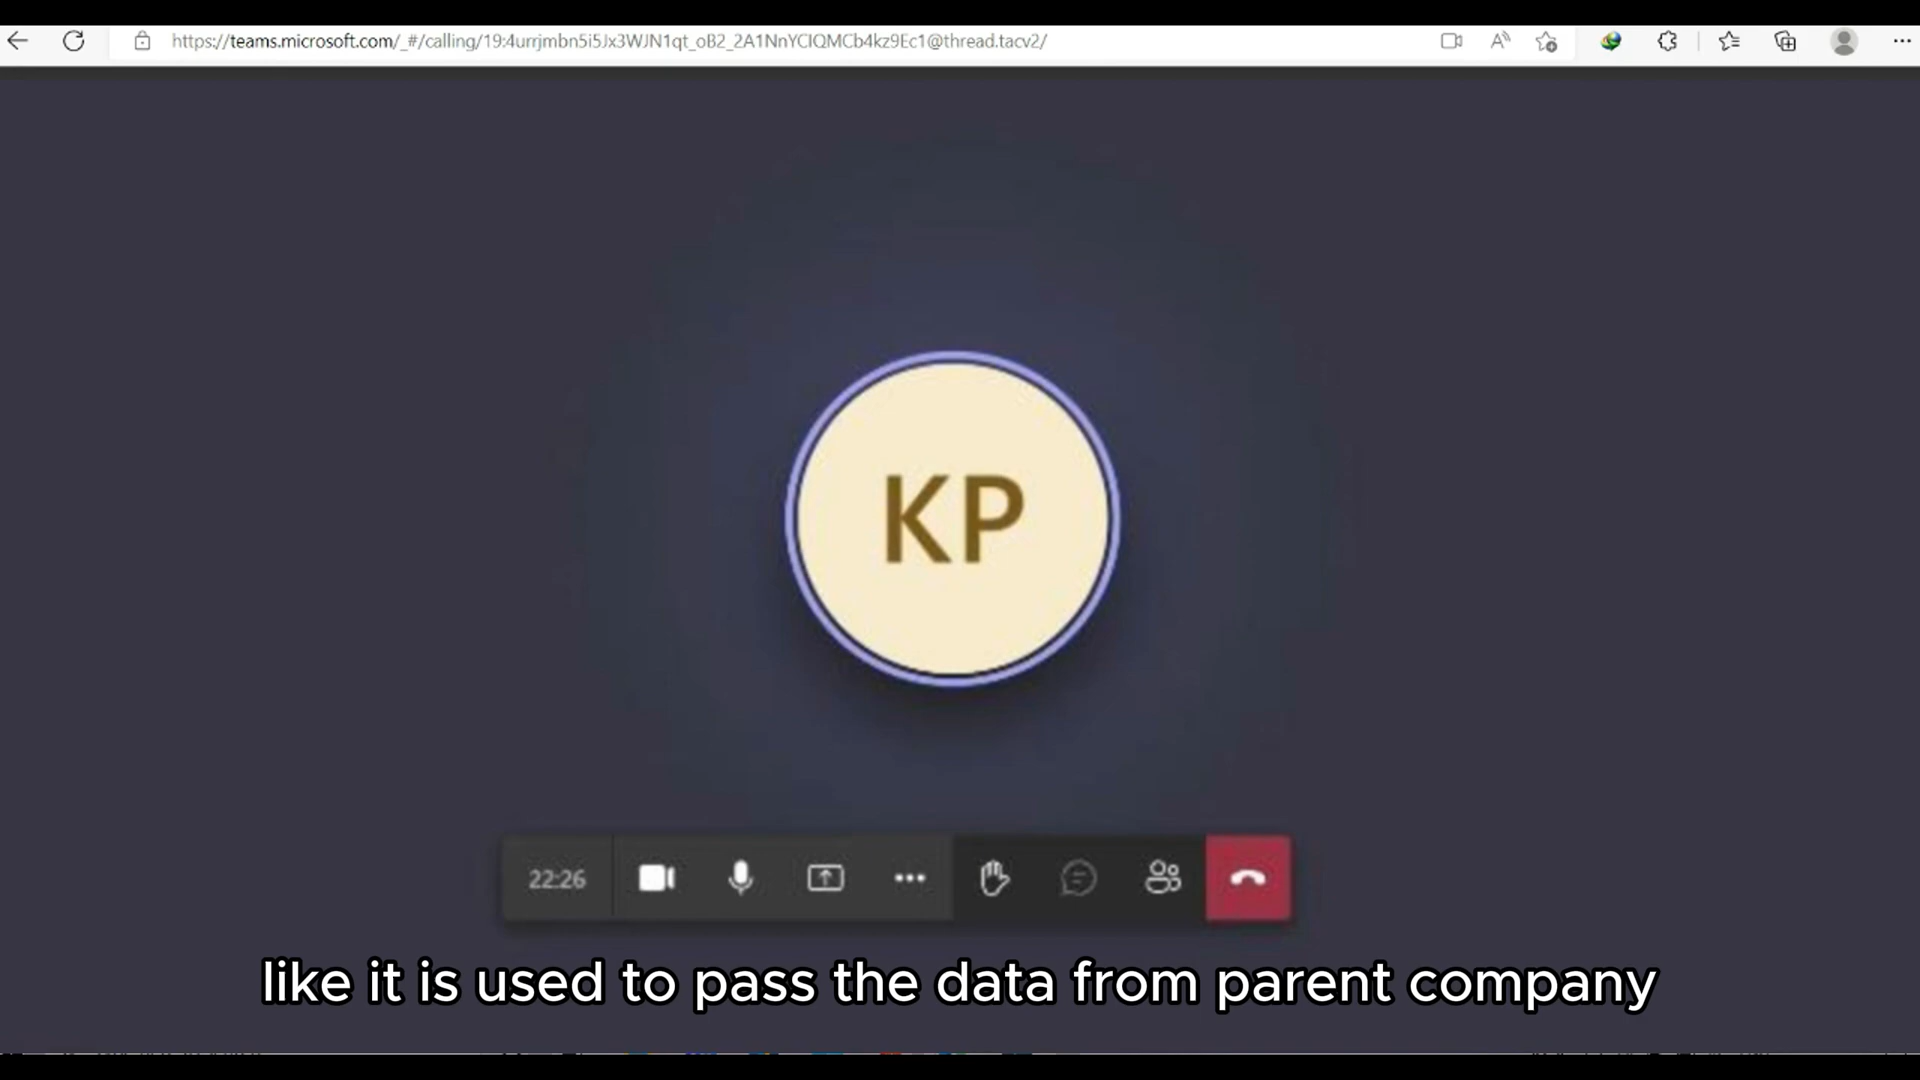 https://teams.microsoft.com/_#/calling/19:4urrjmbn5i5Jx3WJN1qt_oB2_2A1NnYCIQMCb4kz9Ec1@thread.tacv2/
KP
22:26
like it is used to pass the data from parent company